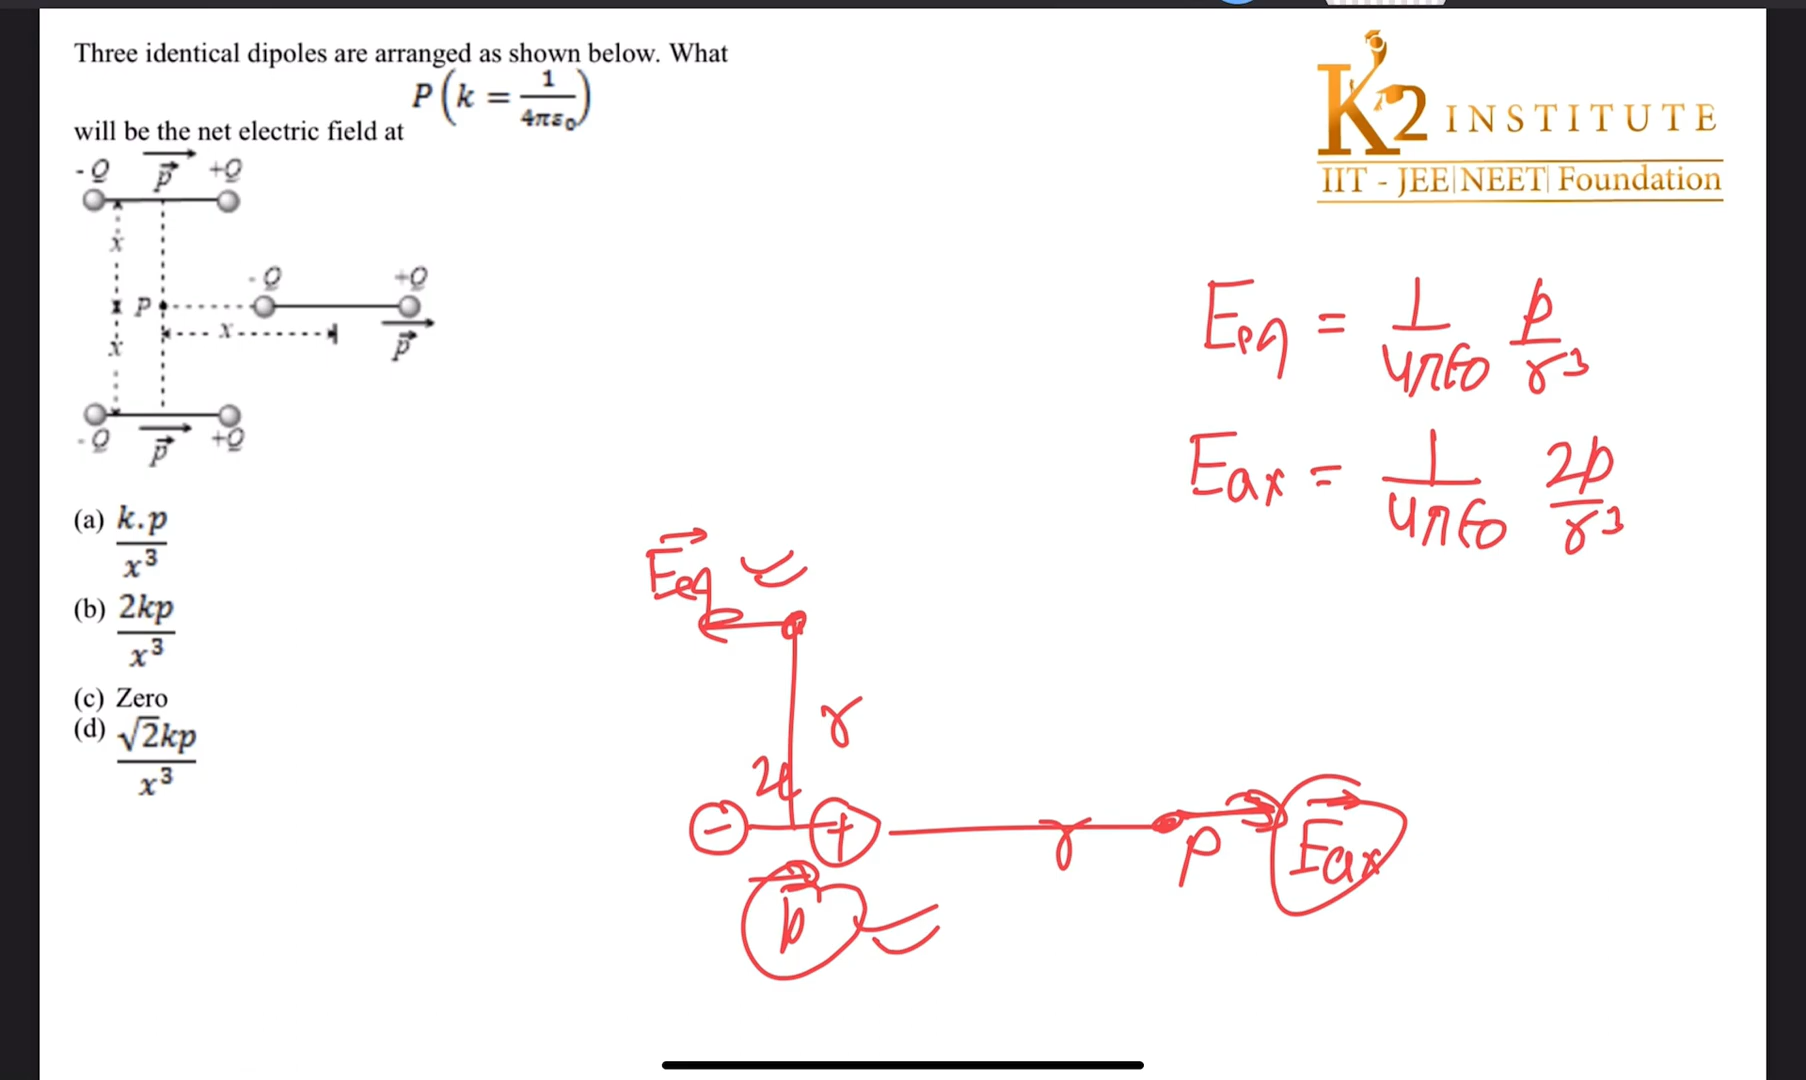 Three identical dipoles are arranged as shown below. What
will be the net electric field at P(k = 1/4πε₀)
-Q p⃗ +Q
x
-Q +Q
P
x
p⃗
x
-Q p⃗ +Q
(a) k.p/x³
(b) 2kp/x³
(c) Zero
(d) √2kp/x³
K2 INSTITUTE
IIT - JEE|NEET| Foundation
Eeq = 1/4πε0 p/r3
Eax = 1/4πε0 2p/r3
Eeq
r
2l
- + r P Eax
p